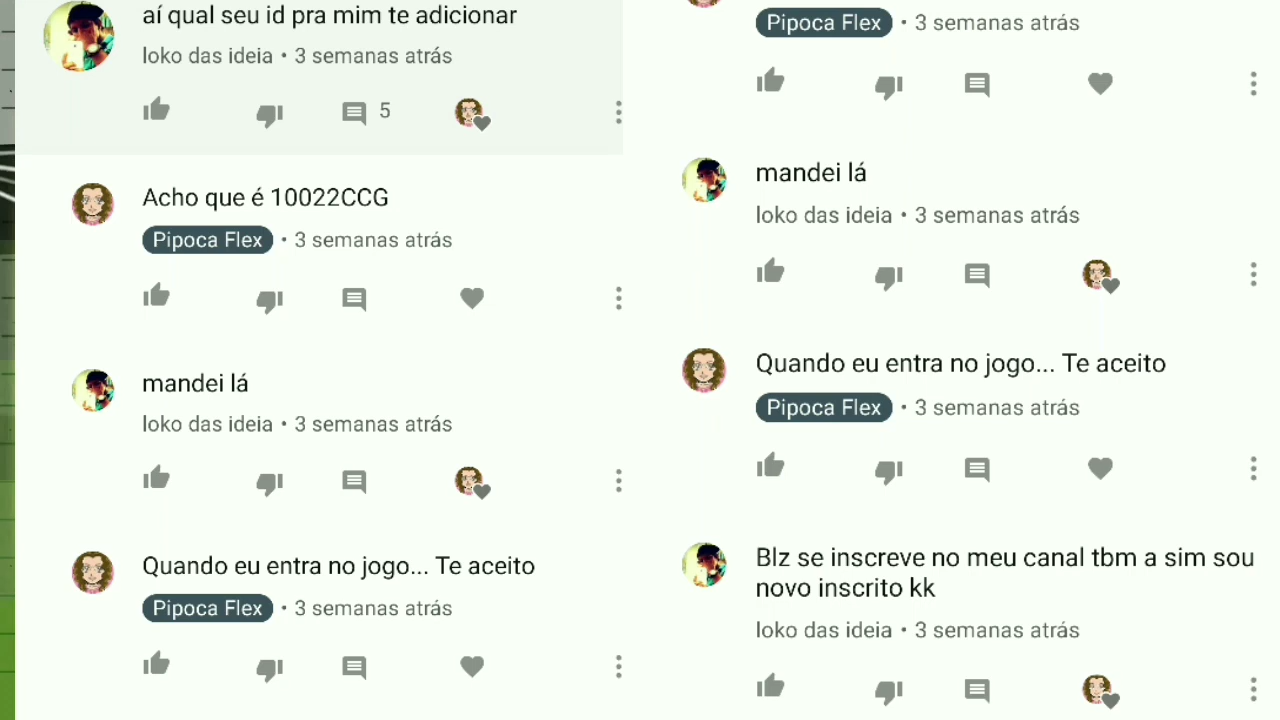 aí qual seu id pra mim te adicionar
loko das ideia • 3 semanas atrás
5
Acho que é 10022CCG
Pipoca Flex • 3 semanas atrás
mandei lá
loko das ideia • 3 semanas atrás
Quando eu entra no jogo... Te aceito
Pipoca Flex • 3 semanas atrás
Pipoca Flex • 3 semanas atrás
mandei lá
loko das ideia • 3 semanas atrás
Quando eu entra no jogo... Te aceito
Pipoca Flex • 3 semanas atrás
Blz se inscreve no meu canal tbm a sim sou
novo inscrito kk
loko das ideia • 3 semanas atrás